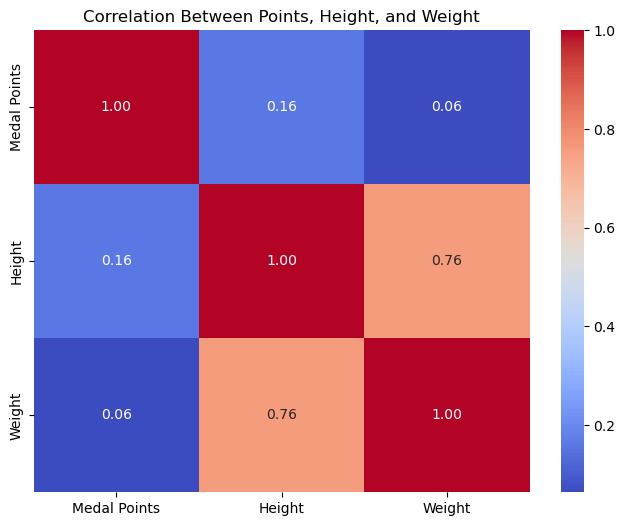 Correlation Between Points, Height, and Weight
Medal Points
1.00
0.16
0.06
Height
0.16
1.00
0.76
Weight
0.06
0.76
1.00
Medal Points
Height
Weight
1.0
0.8
0.6
0.4
0.2